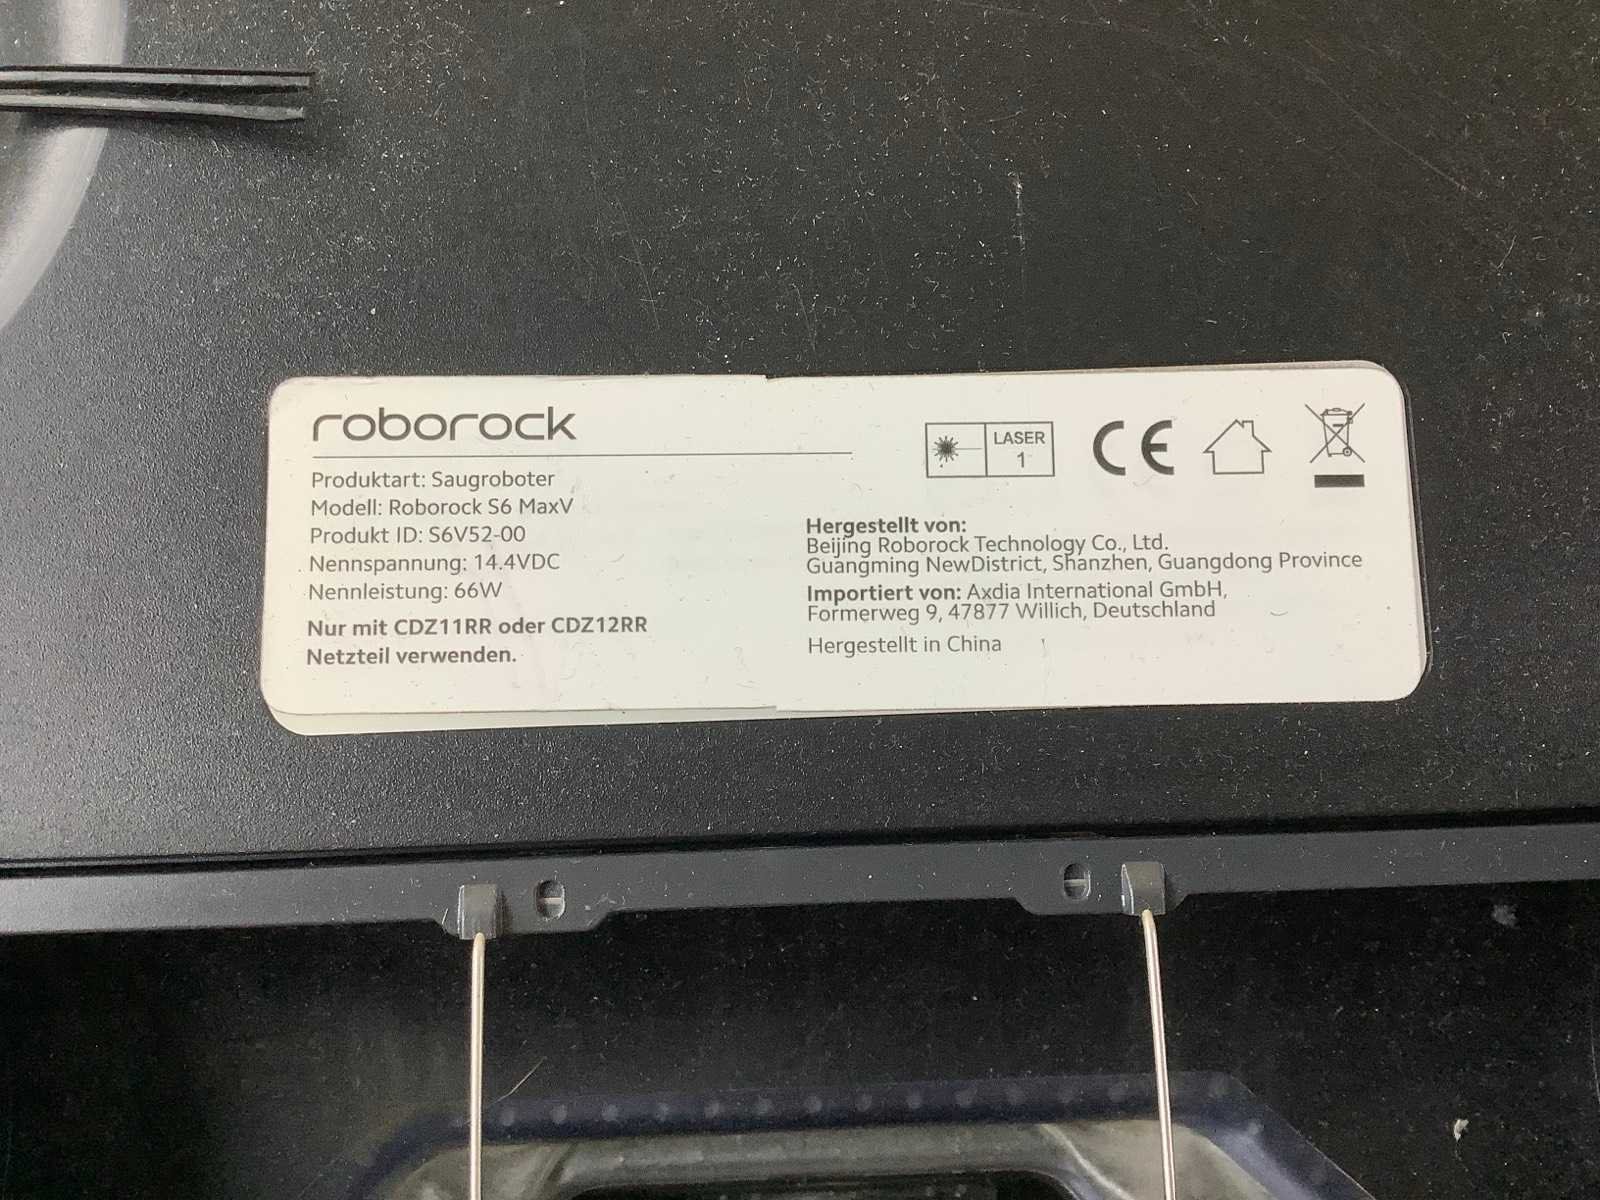 roborock
Produktart: Saugroboter
Modell: Roborock S6 MaxV
Produkt ID: S6V52-00
Nennspannung: 14.4VDC
Nennleistung: 66W
Nur mit CDZ11RR oder CDZ12RR
Netzteil verwenden.
LASER
1
CE
Hergestellt von:
Beijing Roborock Technology Co., Ltd.
Guangming NewDistrict, Shanzhen, Guangdong Province
Importiert von: Axdia International GmbH,
Formerweg 9, 47877 Willich, Deutschland
Hergestellt in China